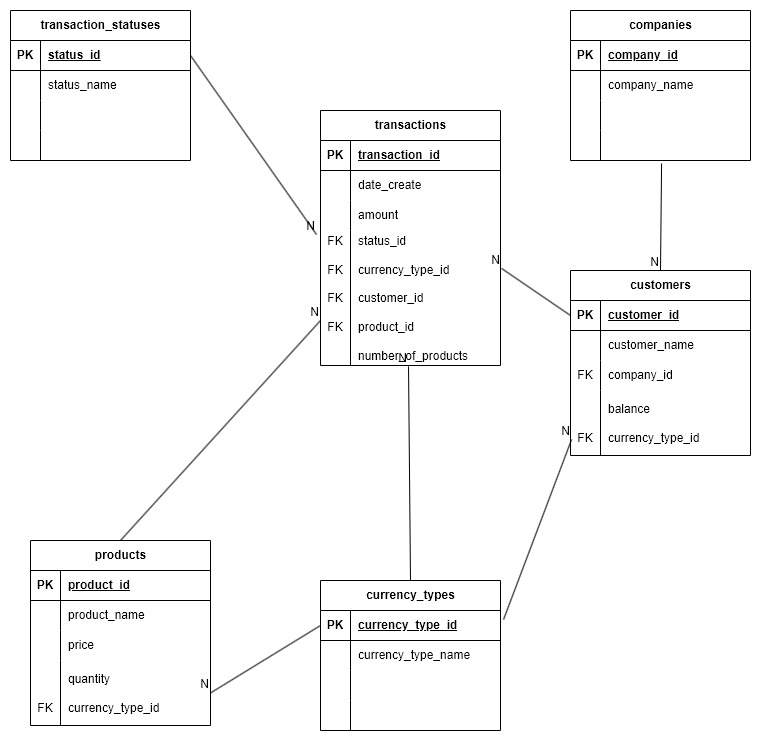 transaction_statuses
PK status_id
status_name
companies
PK company_id
company_name
transactions
PK transaction_id
date_create
amount
FK status_id
FK currency_type_id
FK customer_id
FK product_id
number_of_products
N
N
N
N
N
customers
PK customer_id
customer_name
FK company_id
balance
FK currency_type_id
N
products
PK product_id
product_name
price
quantity
FK currency_type_id
N
currency_types
PK currency_type_id
currency_type_name